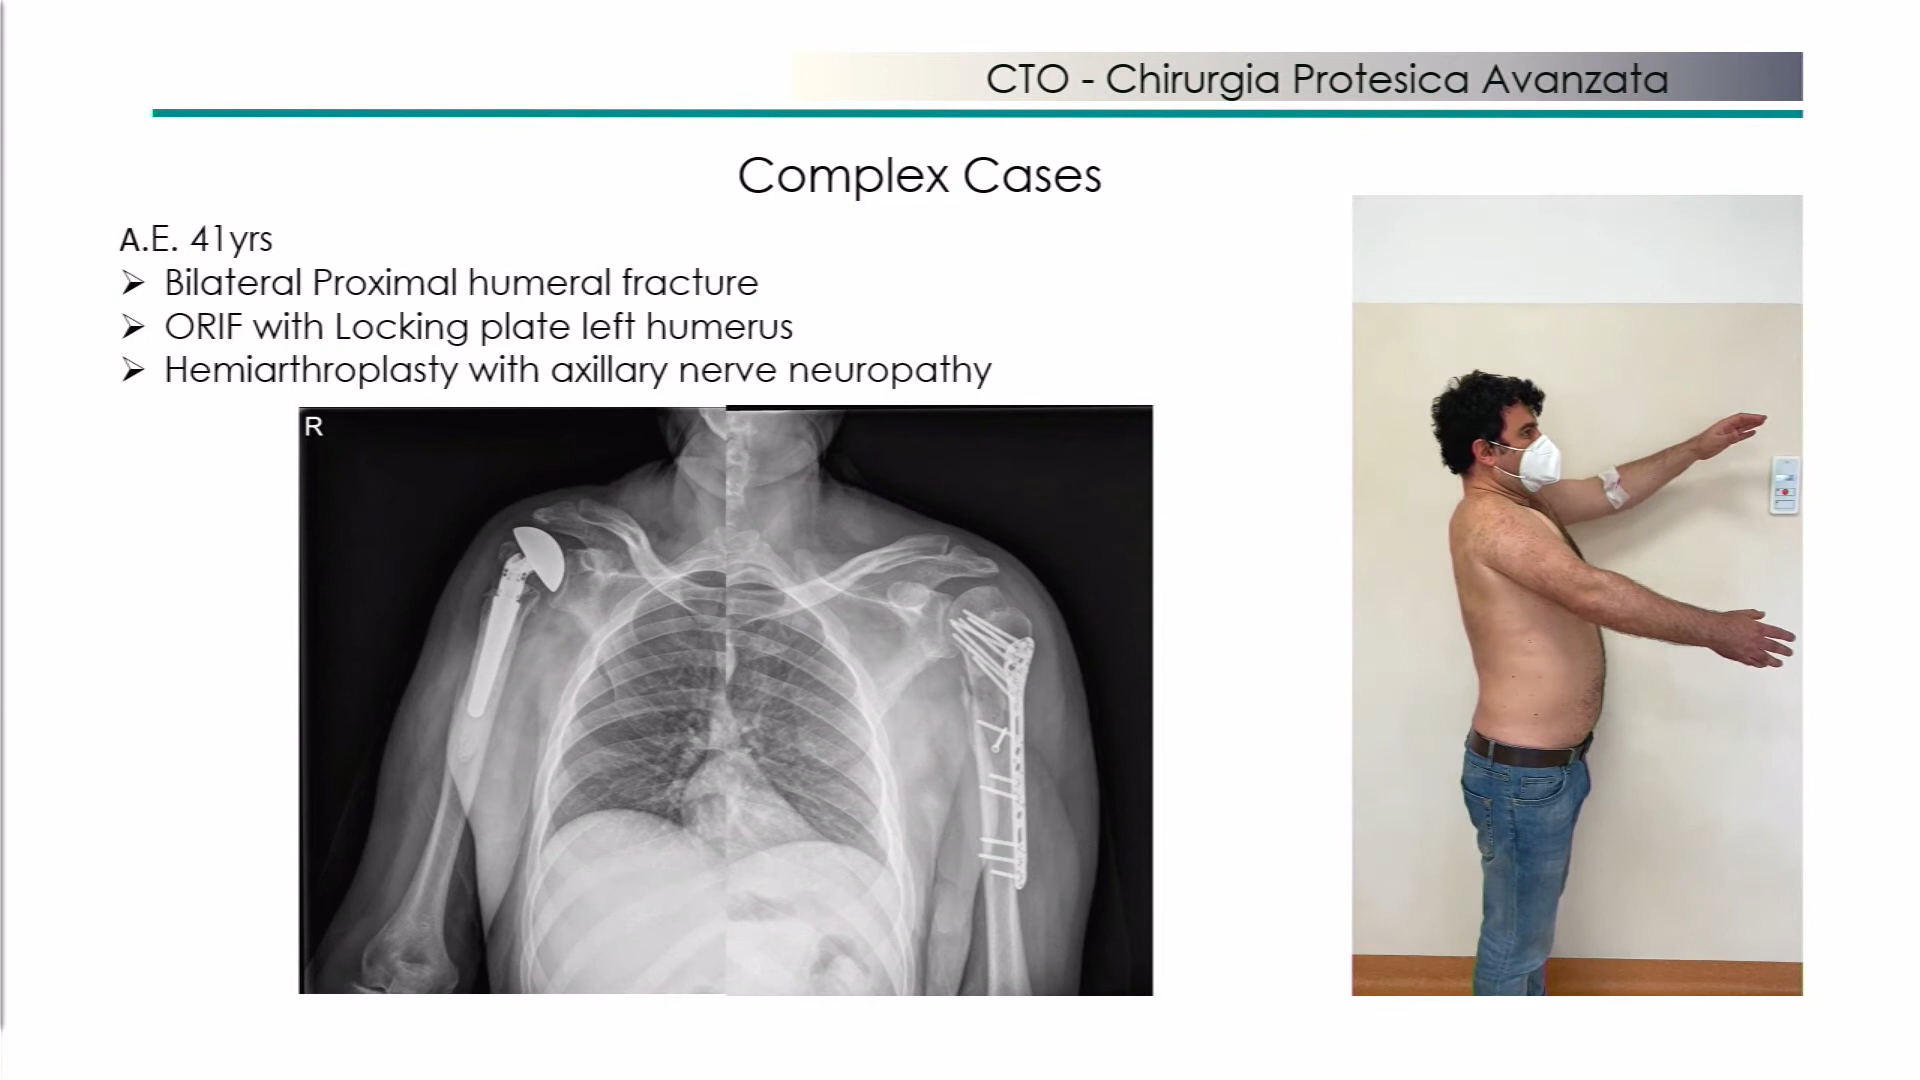 CTO - Chirurgia Protesica Avanzata
Complex Cases
A.E. 41yrs
➢ Bilateral Proximal humeral fracture
➢ ORIF with Locking plate left humerus
➢ Hemiarthroplasty with axillary nerve neuropathy
R